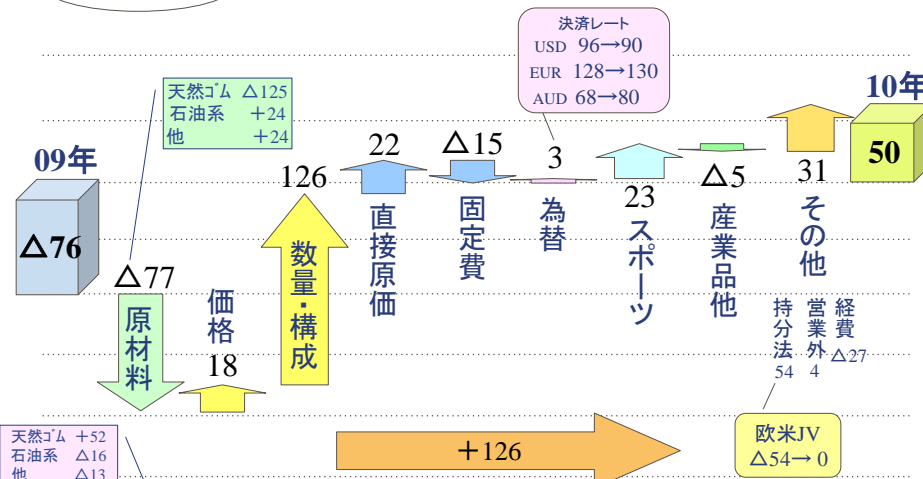 決済レート
USD 96→90
EUR 128→130
AUD 68→80
天然ゴム △125
石油系 +24
他 +24
09年
△76
10年
50
△77
原材料
価格
18
126
数量・構成
22
直接原価
△15
固定費
3
為替
23
スポーツ
△5
産業品他
31
その他
持分法 54
営業外 4
経費 △27
欧米JV
△54→ 0
+126
天然ゴム +52
石油系 △16
他 △13